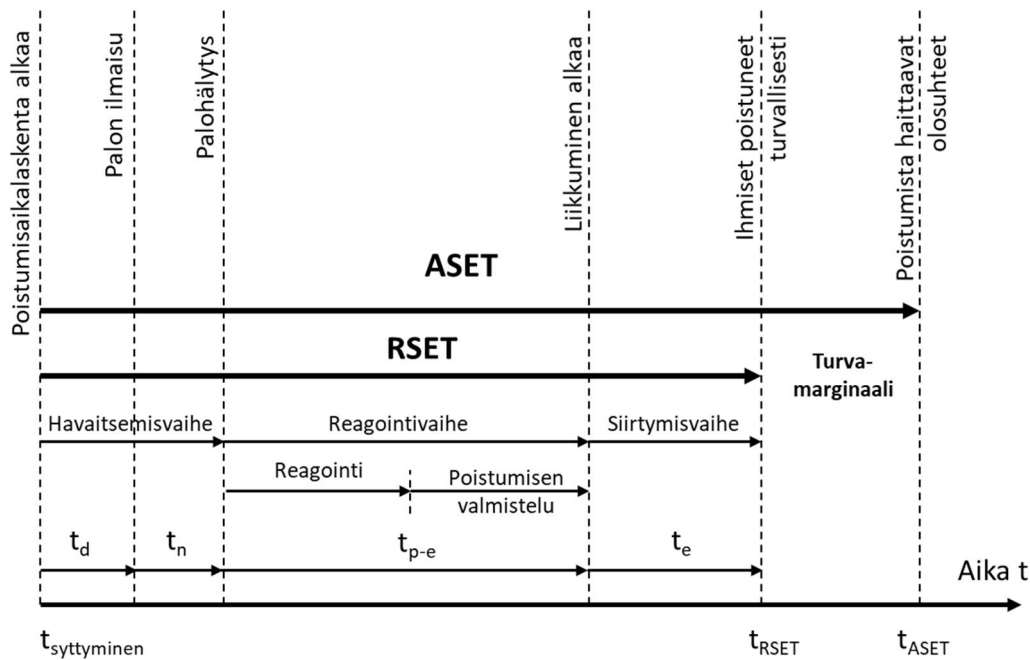 Poistumisaikalaskenta alkaa
Palon ilmaisu
Palohälytys
Liikkuminen alkaa
Ihmiset poistuneet
turvallisesti
Poistumista haittaavat
olosuhteet
ASET
RSET
Turva-
marginaali
Havaitsemisvaihe
Reagointivaihe
Siirtymisvaihe
Reagointi
Poistumisen
valmistelu
td
tn
tp-e
te
Aika t
tsyttyminen
tRSET
tASET